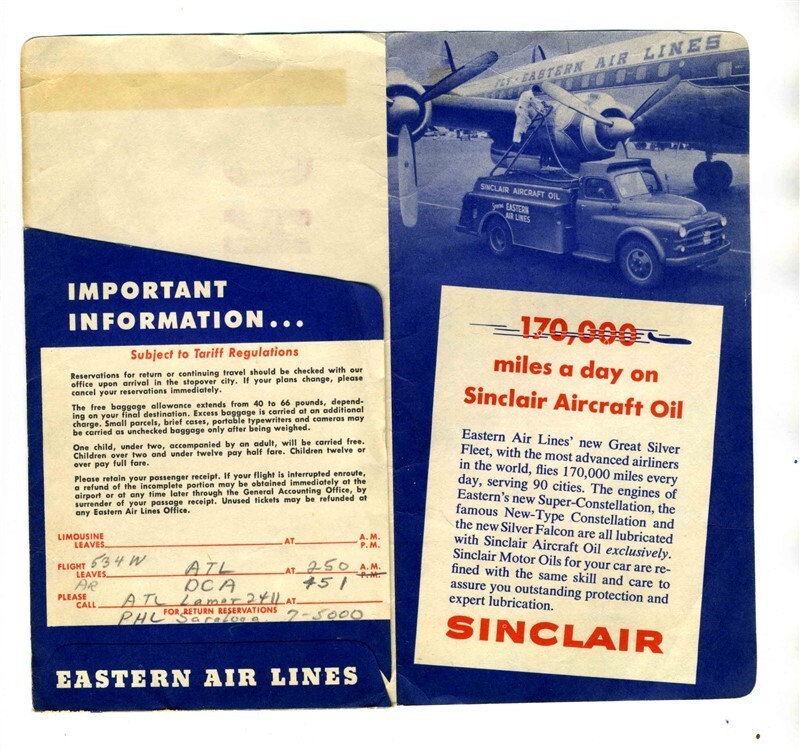 IMPORTANT
INFORMATION...
Subject to Tariff Regulations
Reservations for return or continuing travel should be checked with our
office upon arrival in the stopover city. If your plans change, please
cancel your reservations immediately.
The free baggage allowance extends from 40 to 66 pounds, depend-
ing on your final destination. Excess baggage is carried at an additional
charge. Small parcels, brief cases, portable typewriters and cameras may
be carried as unchecked baggage only after being weighed.
One child, under two, accompanied by an adult, will be carried free.
Children over two and under twelve pay half fare. Children twelve or
over pay full fare.
Please retain your passenger receipt. If your flight is interrupted enroute,
a refund of the incomplete portion may be obtained immediately at the
airport or at any time later through the General Accounting Office, by
surrender of your passage receipt. Unused tickets may be refunded at
any Eastern Air Lines Office.
LIMOUSINE
LEAVES AT A.M.
P.M.
FLIGHT 534 W
LEAVES ATL AT 250 A.M.
P.M.
AR DCA 451
PLEASE
CALL ATL Lamar 2411 AT
FOR RETURN RESERVATIONS
PHL Saratoga 7-5000
EASTERN AIR LINES
FLY - EASTERN AIR LINES
SINCLAIR AIRCRAFT OIL
EASTERN
AIR LINES
170,000
miles a day on
Sinclair Aircraft Oil
Eastern Air Lines' new Great Silver
Fleet, with the most advanced airliners
in the world, flies 170,000 miles every
day, serving 90 cities. The engines of
Eastern's new Super-Constellation, the
famous New-Type Constellation and
the new Silver Falcon are all lubricated
with Sinclair Aircraft Oil exclusively.
Sinclair Motor Oils for your car are re-
fined with the same skill and care to
assure you outstanding protection and
expert lubrication.
SINCLAIR